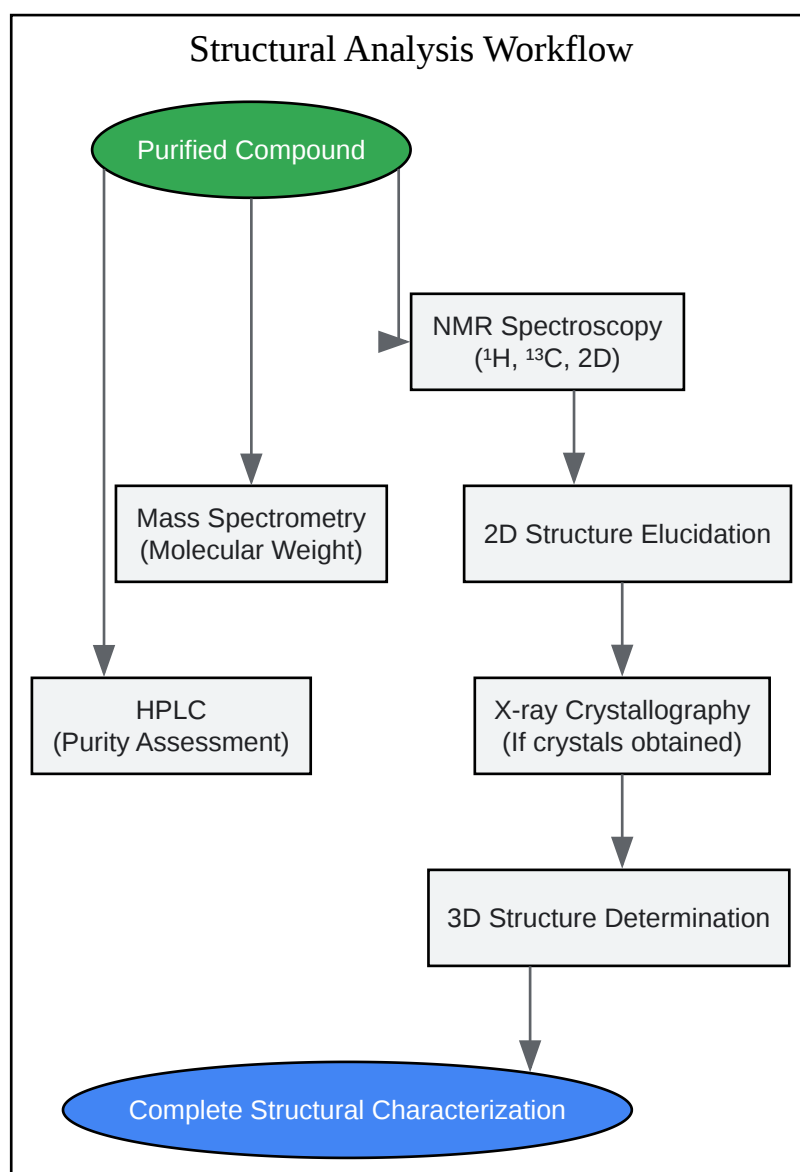 Structural Analysis Workflow
Purified Compound
NMR Spectroscopy
(¹H, ¹³C, 2D)
Mass Spectrometry
(Molecular Weight)
2D Structure Elucidation
HPLC
(Purity Assessment)
X-ray Crystallography
(If crystals obtained)
3D Structure Determination
Complete Structural Characterization